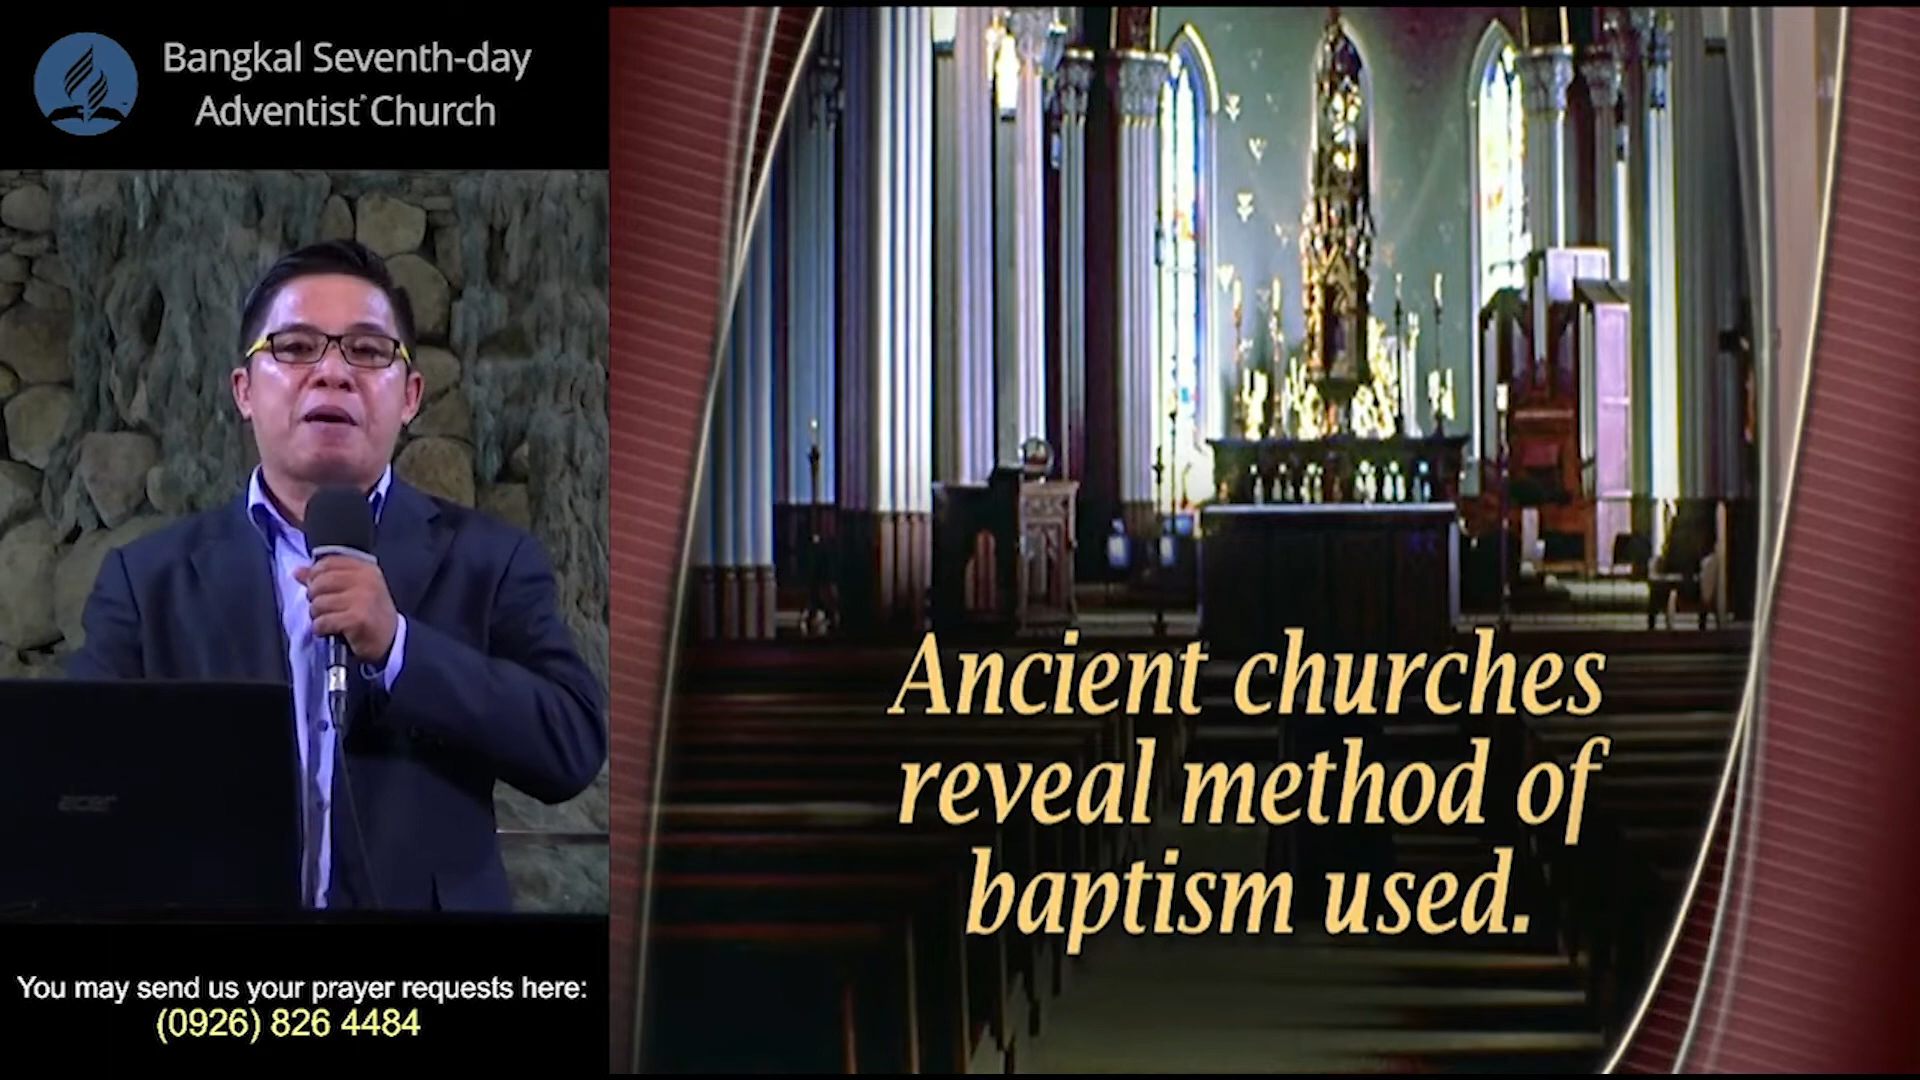 Bangkal Seventh-day
Adventist Church
acer
You may send us your prayer requests here:
(0926) 826 4484
Ancient churches
reveal method of
baptism used.